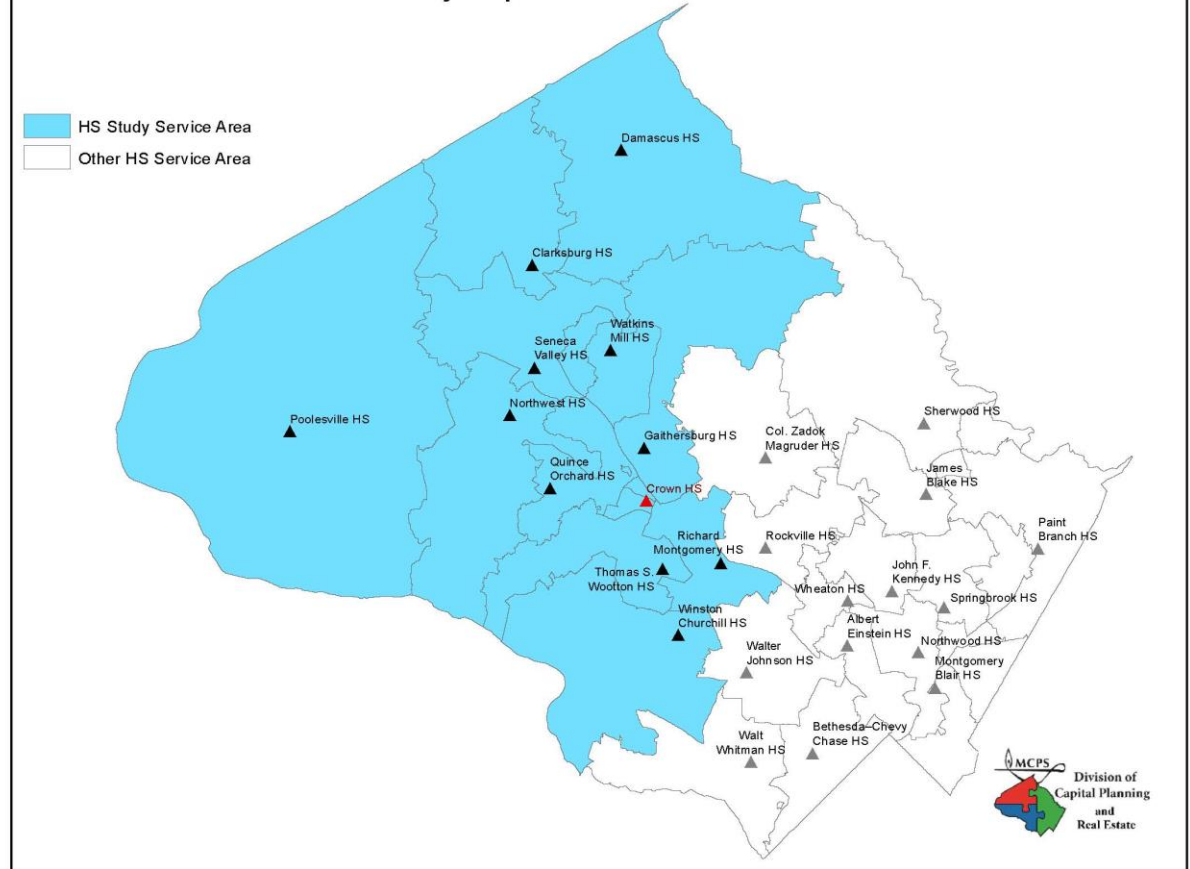 HS Study Service Area
Other HS Service Area
Damascus HS
Clarksburg HS
Watkins
Mill HS
Seneca
Valley HS
Northwest HS
Poolesville HS
Gaithersburg HS
Quince
Orchard HS
Crown HS
Richard
Montgomery HS
Thomas S.
Wootton HS
Winston
Churchill HS
Sherwood HS
Col. Zadok
Magruder HS
James
Blake HS
Paint
Branch HS
Rockville HS
John F.
Kennedy HS
Wheaton HS
Springbrook HS
Albert
Einstein HS
Northwood HS
Walter
Johnson HS
Montgomery
Blair HS
Walt
Whitman HS
Bethesda–Chevy
Chase HS
MCPS
Division of
Capital Planning
and
Real Estate